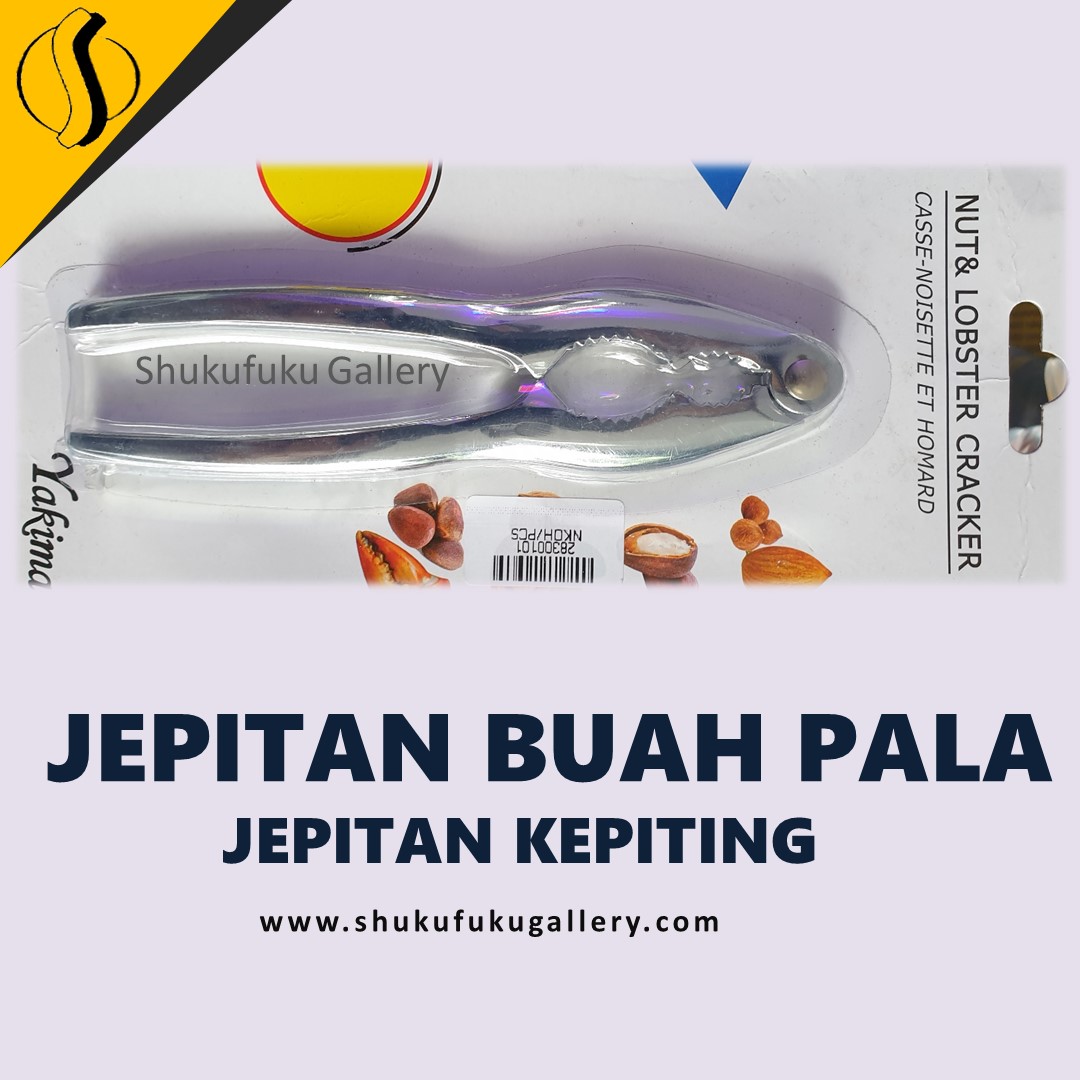 NUT& LOBSTER CRACKER
CASSE-NOISETTE ET HOMARD
Shukufuku Gallery
Yakima
28300101
NKOH/PCS
JEPITAN BUAH PALA
JEPITAN KEPITING
www.shukufukugallery.com